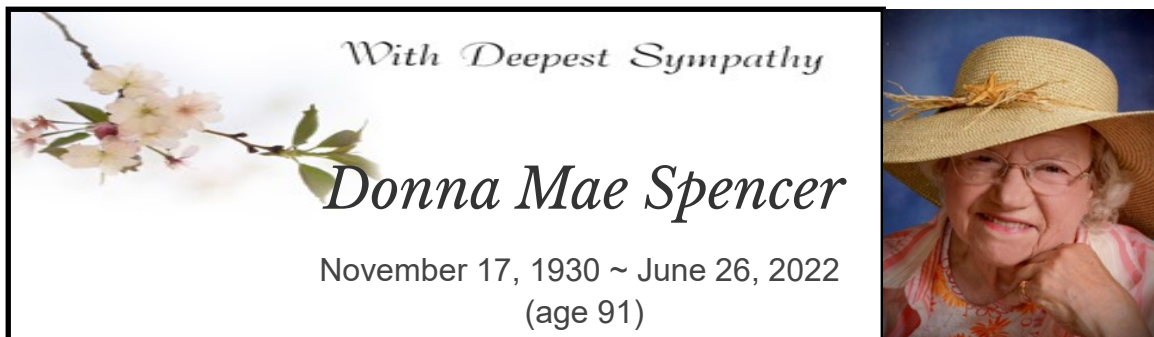 With Deepest Sympathy
Donna Mae Spencer
November 17, 1930 ~ June 26, 2022
(age 91)